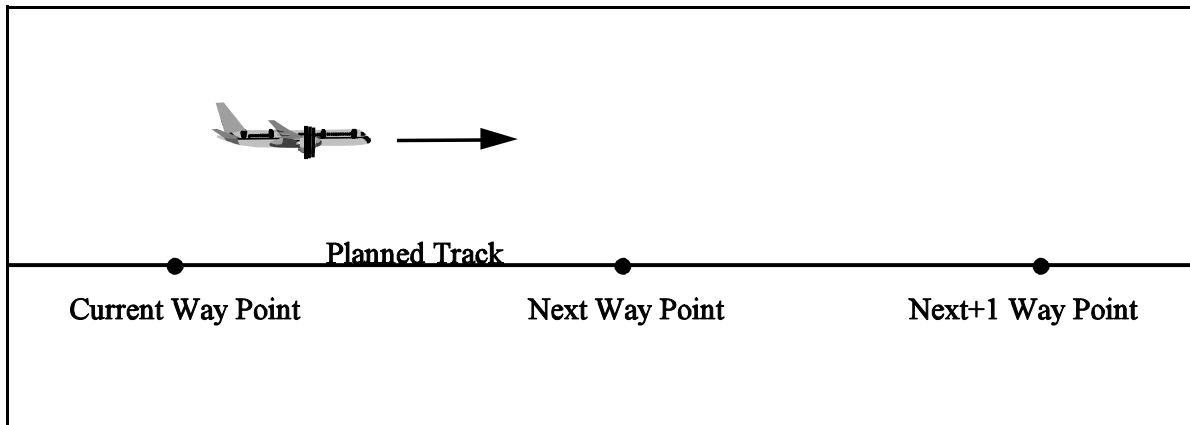 Planned Track
Current Way Point
Next Way Point
Next+1 Way Point